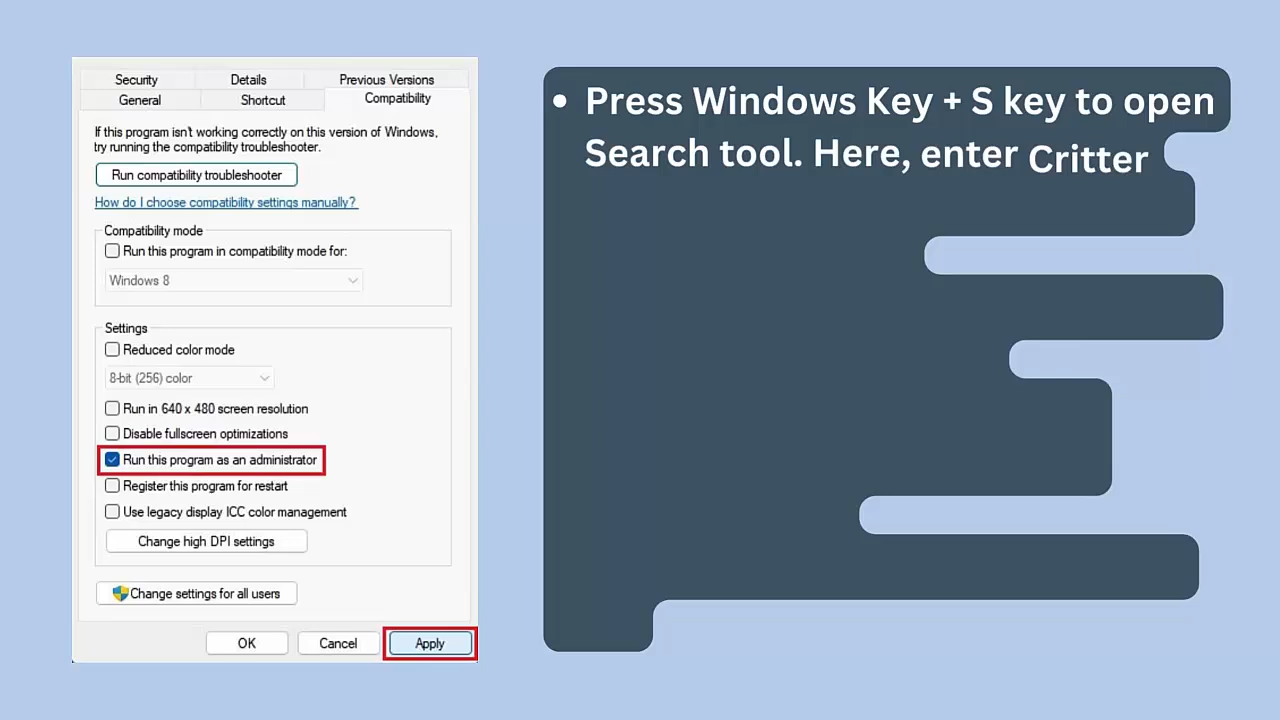 Security Details Previous Versions
General Shortcut Compatibility
If this program isn't working correctly on this version of Windows,
try running the compatibility troubleshooter.
Run compatibility troubleshooter
How do I choose compatibility settings manually?
Compatibility mode
Run this program in compatibility mode for:
Windows 8
Settings
Reduced color mode
8-bit (256) color
Run in 640 x 480 screen resolution
Disable fullscreen optimizations
Run this program as an administrator
Register this program for restart
Use legacy display ICC color management
Change high DPI settings
Change settings for all users
OK Cancel Apply
• Press Windows Key + S key to open
Search tool. Here, enter Critter